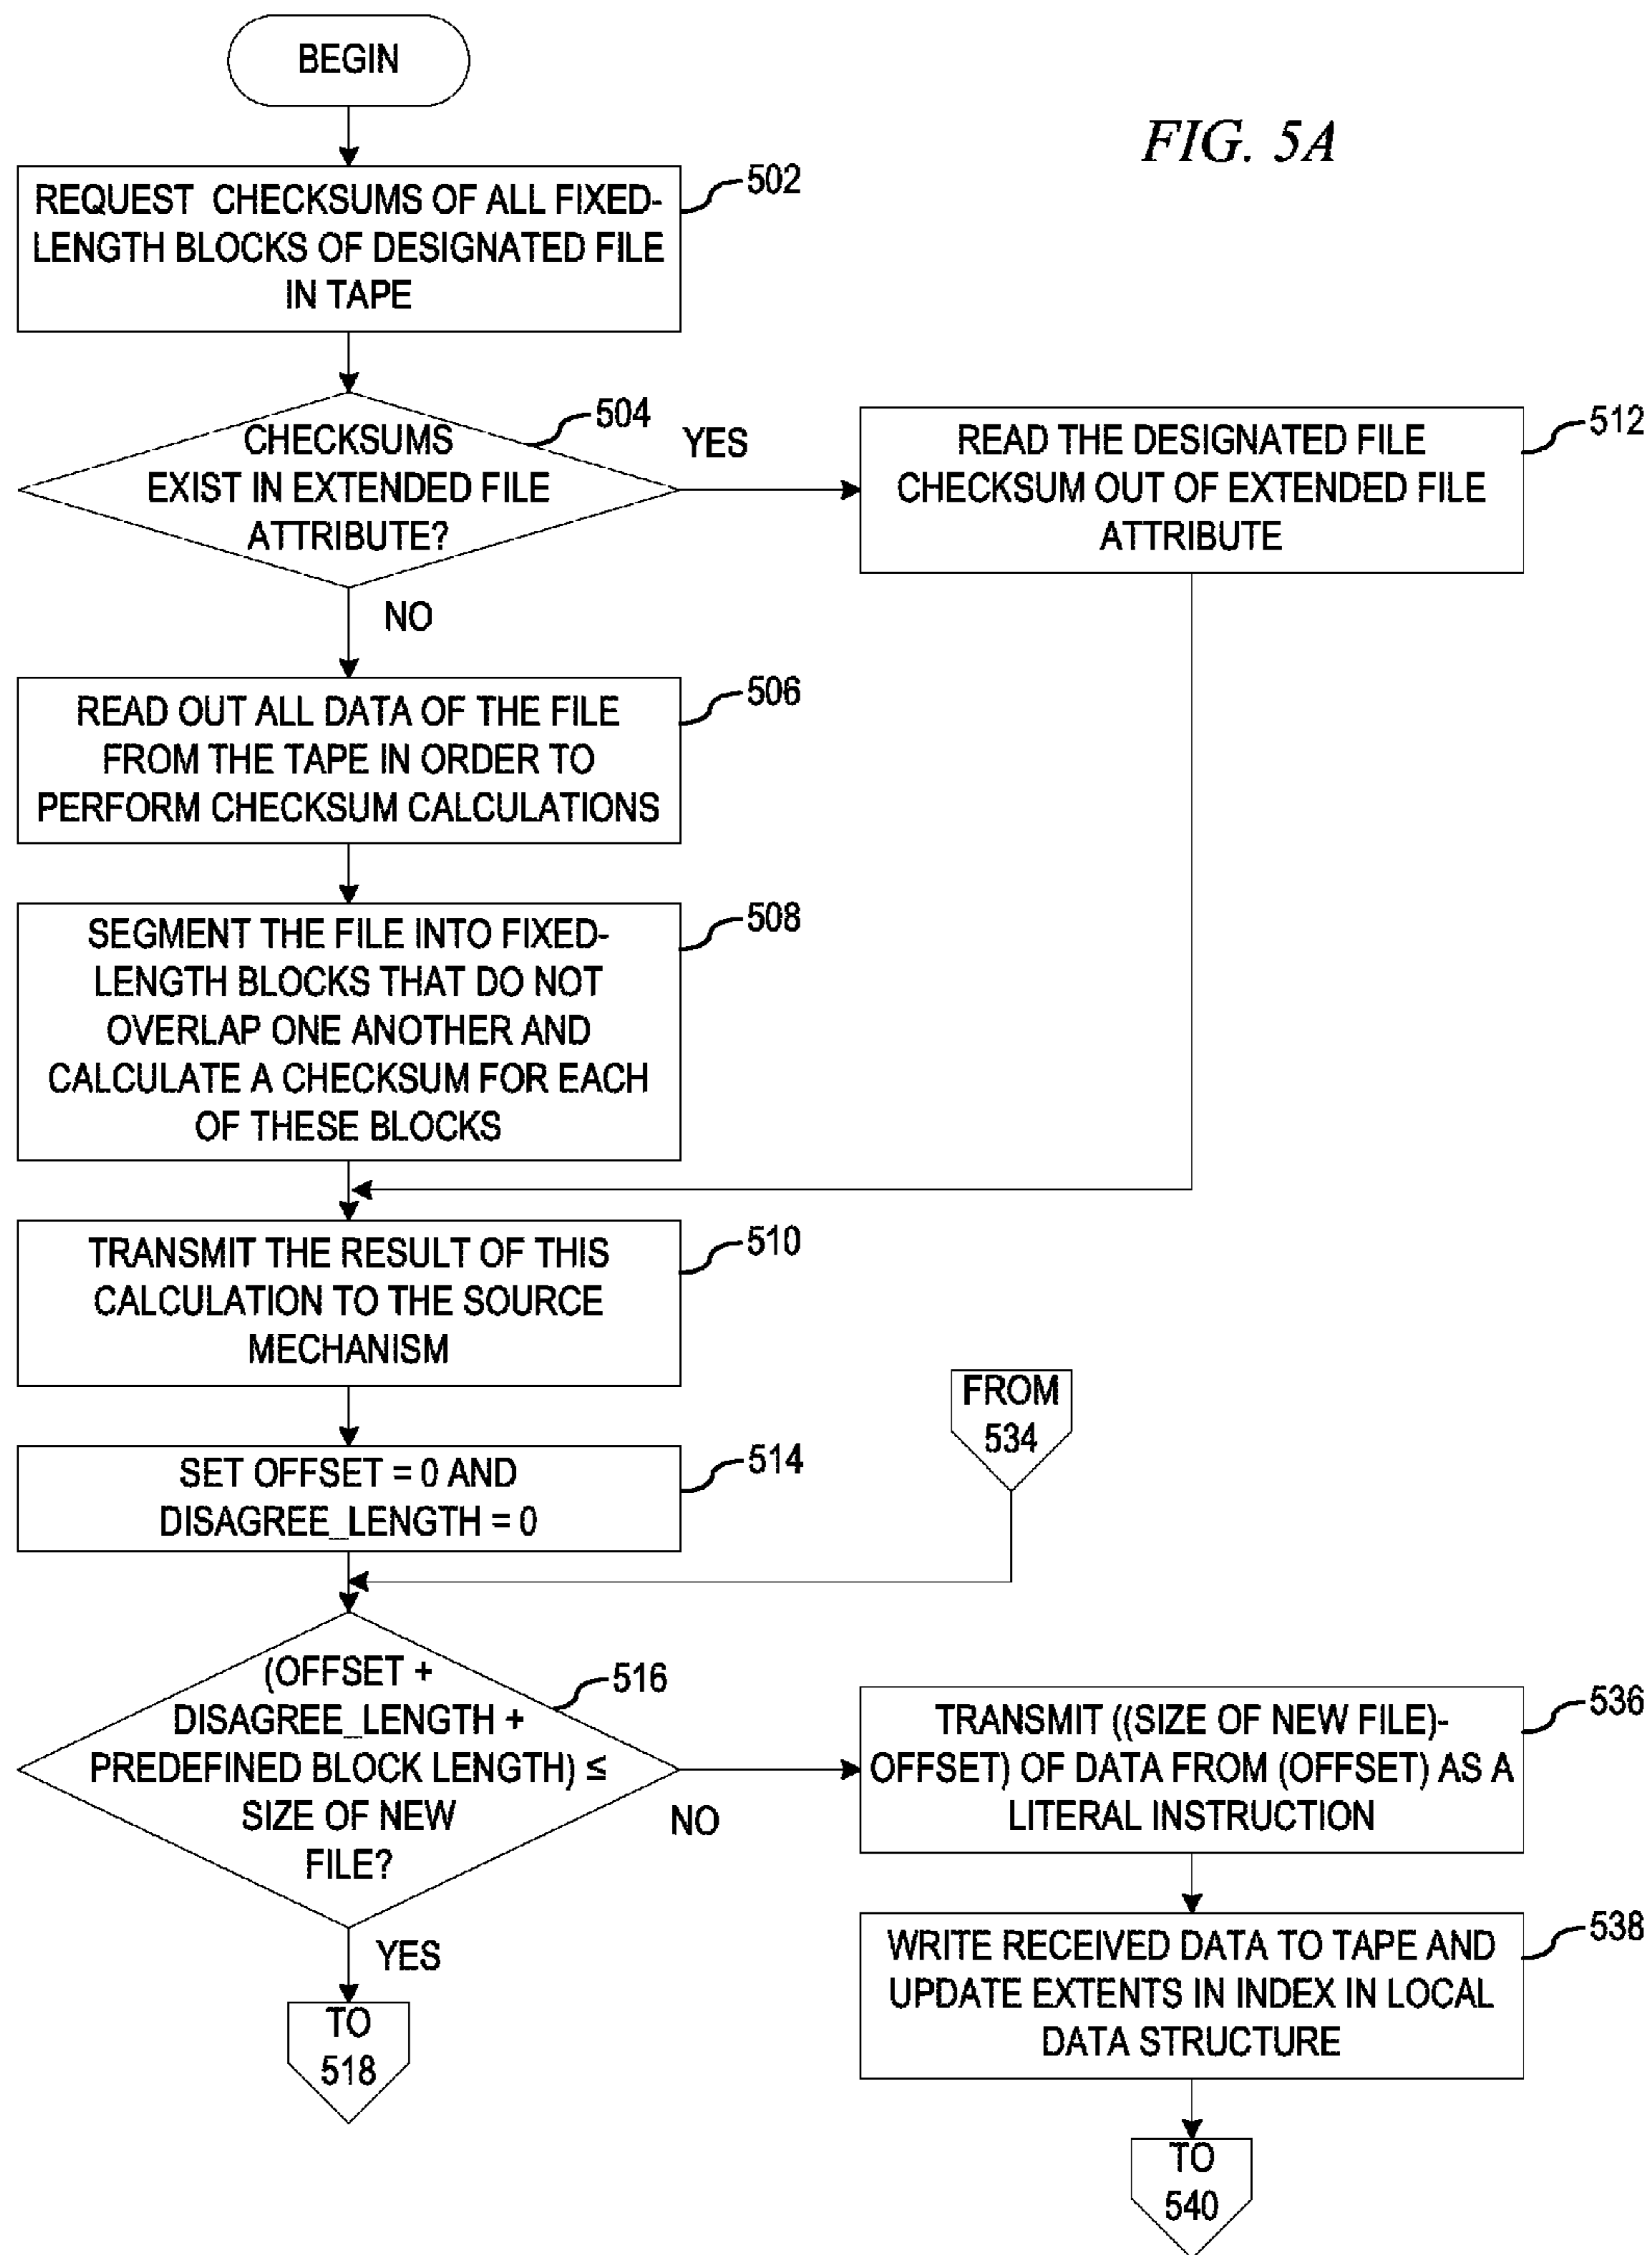 BEGIN
FIG. 5A
502
REQUEST CHECKSUMS OF ALL FIXED-
LENGTH BLOCKS OF DESIGNATED FILE
IN TAPE
504
CHECKSUMS
EXIST IN EXTENDED FILE
ATTRIBUTE?
YES
NO
512
READ THE DESIGNATED FILE
CHECKSUM OUT OF EXTENDED FILE
ATTRIBUTE
506
READ OUT ALL DATA OF THE FILE
FROM THE TAPE IN ORDER TO
PERFORM CHECKSUM CALCULATIONS
508
SEGMENT THE FILE INTO FIXED-
LENGTH BLOCKS THAT DO NOT
OVERLAP ONE ANOTHER AND
CALCULATE A CHECKSUM FOR EACH
OF THESE BLOCKS
510
TRANSMIT THE RESULT OF THIS
CALCULATION TO THE SOURCE
MECHANISM
FROM
534
514
SET OFFSET = 0 AND
DISAGREE_LENGTH = 0
516
(OFFSET +
DISAGREE_LENGTH +
PREDEFINED BLOCK LENGTH) ≤
SIZE OF NEW
FILE?
NO
YES
TO
518
536
TRANSMIT ((SIZE OF NEW FILE)-
OFFSET) OF DATA FROM (OFFSET) AS A
LITERAL INSTRUCTION
538
WRITE RECEIVED DATA TO TAPE AND
UPDATE EXTENTS IN INDEX IN LOCAL
DATA STRUCTURE
TO
540